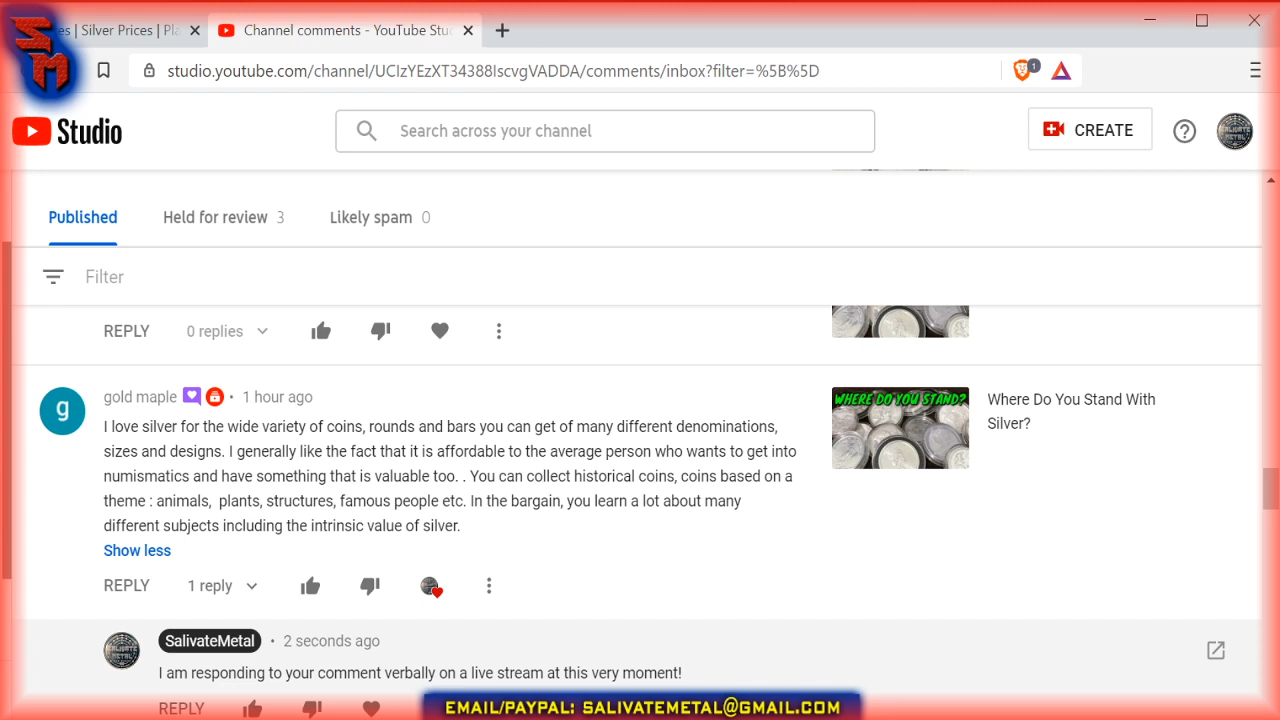 SM
es | Silver Prices | Pla
Channel comments - YouTube Stud
studio.youtube.com/channel/UCIzYEzXT34388IscvgVADDA/comments/inbox?filter=%5B%5D
1
Studio
Search across your channel
CREATE
Published
Held for review 3
Likely spam 0
Filter
REPLY
0 replies
g
gold maple • 1 hour ago
I love silver for the wide variety of coins, rounds and bars you can get of many different denominations,
sizes and designs. I generally like the fact that it is affordable to the average person who wants to get into
numismatics and have something that is valuable too. . You can collect historical coins, coins based on a
theme : animals,  plants, structures, famous people etc. In the bargain, you learn a lot about many
different subjects including the intrinsic value of silver.
Show less
WHERE DO YOU STAND?
Where Do You Stand With
Silver?
REPLY
1 reply
SalivateMetal • 2 seconds ago
I am responding to your comment verbally on a live stream at this very moment!
REPLY
EMAIL/PAYPAL: SALIVATEMETAL@GMAIL.COM